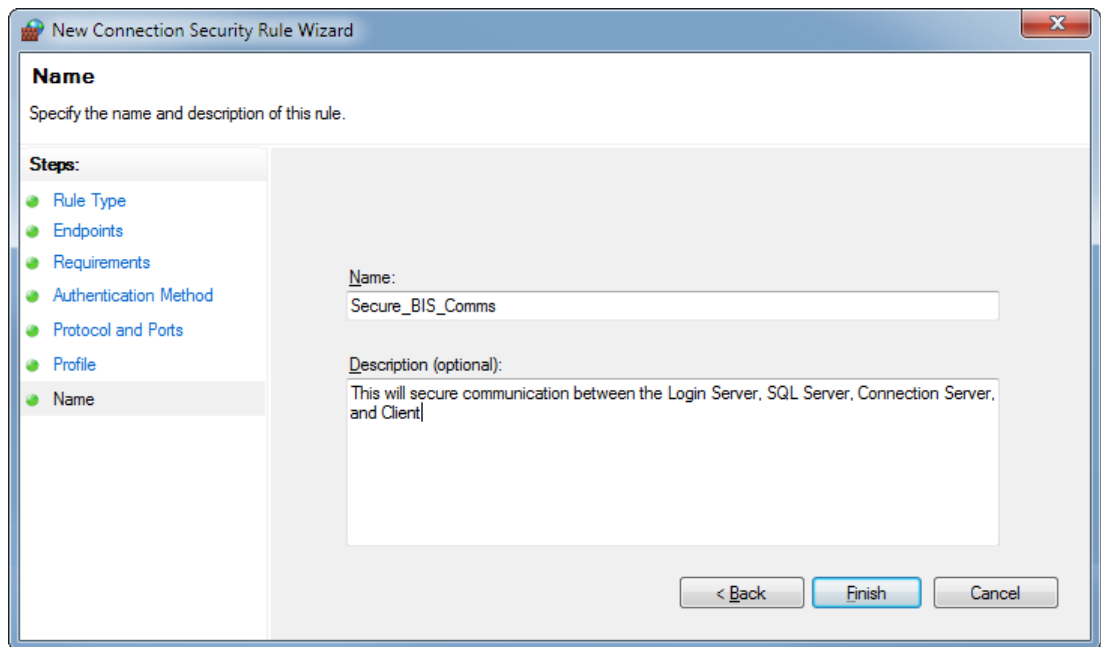 New Connection Security Rule Wizard
Name
Specify the name and description of this rule.
Steps:
Rule Type
Endpoints
Requirements
Authentication Method
Protocol and Ports
Profile
Name
Name:
Secure_BIS_Comms
Description (optional):
This will secure communication between the Login Server, SQL Server, Connection Server,
and Client
< Back
Finish
Cancel